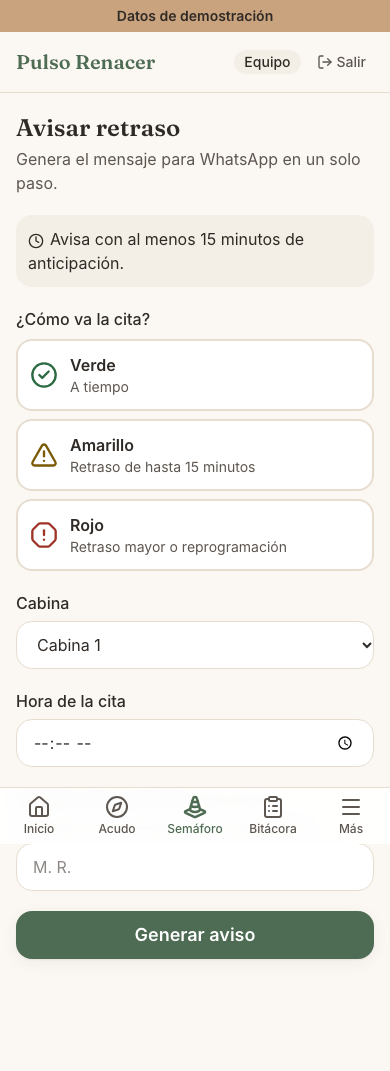 Datos de demostración
Pulso Renacer
Equipo
Salir
Avisar retraso
Genera el mensaje para WhatsApp en un solo
paso.
Avisa con al menos 15 minutos de
anticipación.
¿Cómo va la cita?
Verde
A tiempo
Amarillo
Retraso de hasta 15 minutos
Rojo
Retraso mayor o reprogramación
Cabina
Cabina 1
Hora de la cita
--:-- --
Inicio
Acudo
Semáforo
Bitácora
Más
M. R.
Generar aviso